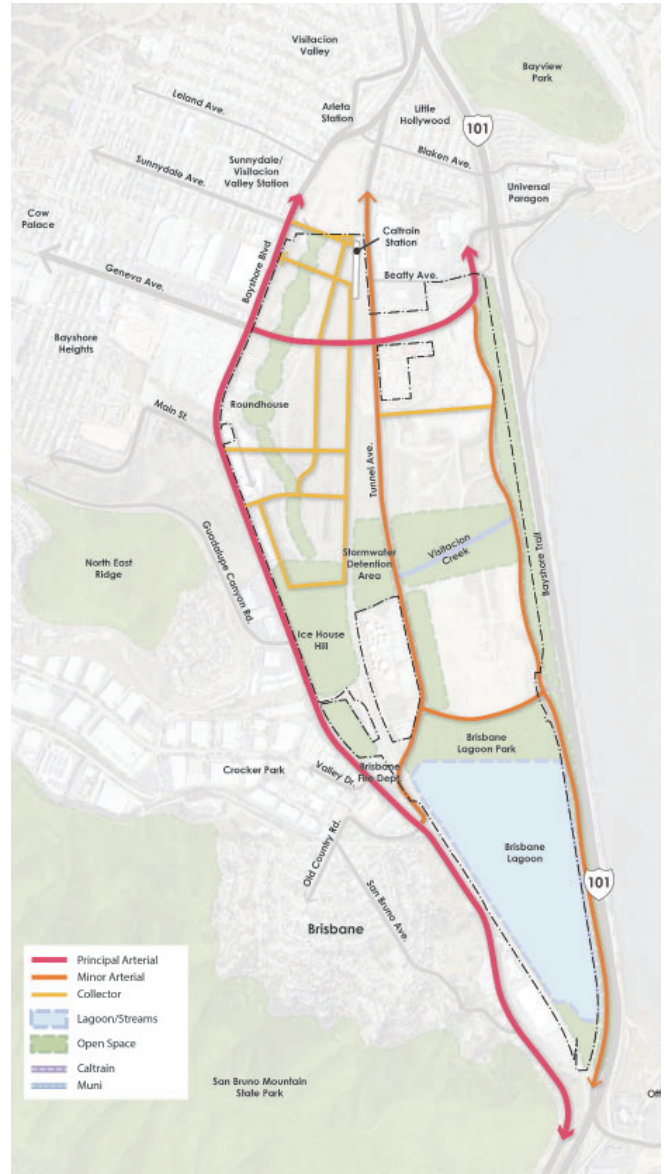 Visitacion
Valley
Bayview
Park
Leland Ave.
Arleta
Station
Little
Hollywood
101
Blaken Ave.
Sunnydale Ave.
Sunnydale/
Visitacion
Valley Station
Universal
Paragon
Cow
Palace
Bayshore Blvd
Caltrain
Station
Geneva Ave.
Beatty Ave.
Bayshore
Heights
Roundhouse
Main St.
Tunnel Ave.
Guadalupe Canyon Rd.
Stormwater
Detention
Area
Visitacion
Creek
Bayshore Trail
North East
Ridge
Ice House
Hill
Brisbane
Lagoon Park
Crocker Park
Valley Dr.
Brisbane
Fire Dept.
Old Country Rd.
San Bruno Ave.
Brisbane
Lagoon
101
Brisbane
Principal Arterial
Minor Arterial
Collector
Lagoon/Streams
Open Space
Caltrain
Muni
San Bruno Mountain
State Park